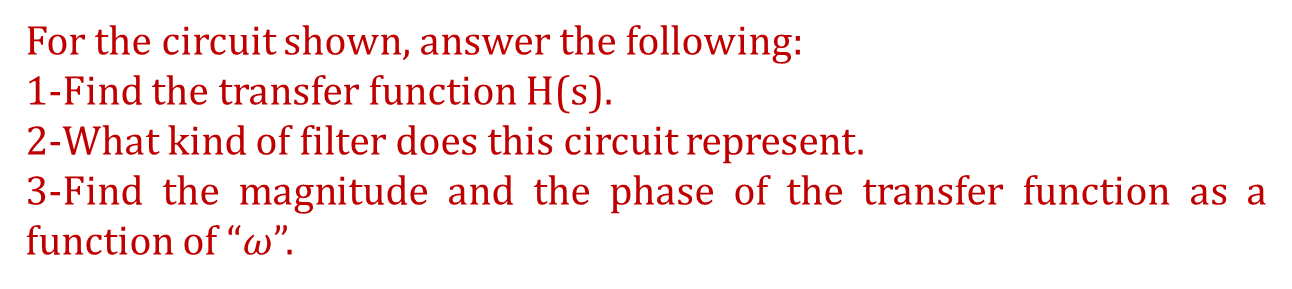 For the circuit shown, answer the following:
1-Find the transfer function H(s).
2-What kind of filter does this circuit represent.
3-Find the magnitude and the phase of the transfer function as a
function of “ω”.